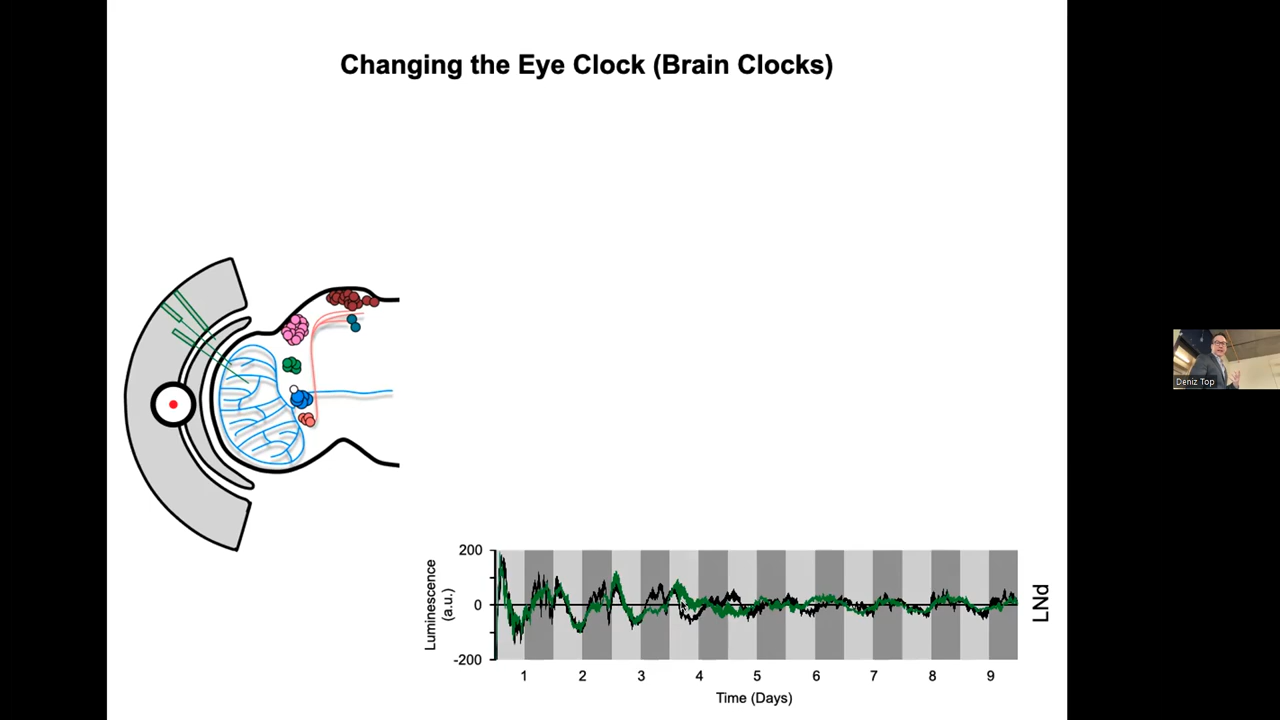 Changing the Eye Clock (Brain Clocks)
Deniz Top
Luminescence
(a.u.)
200
0
-200
LNd
1 2 3 4 5 6 7 8 9
Time (Days)